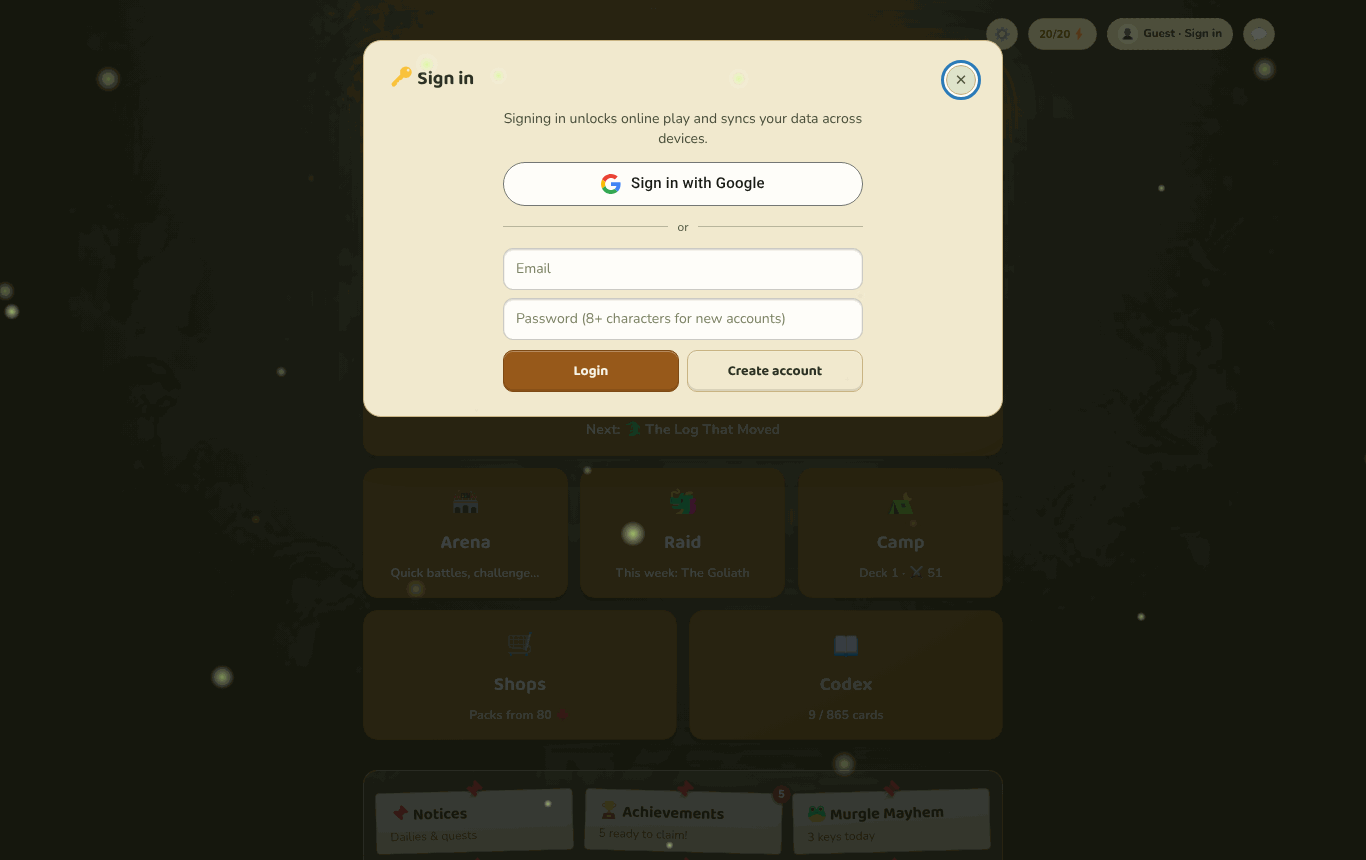 20/20
Guest · Sign in
Sign in
Signing in unlocks online play and syncs your data across
devices.
Sign in with Google
or
Email
Password (8+ characters for new accounts)
Login
Create account
Next: The Log That Moved
Arena
Quick battles, challenge...
Raid
This week: The Goliath
Camp
Deck 1 · 51
Shops
Packs from 80
Codex
9 / 865 cards
Notices
Dailies & quests
Achievements
5 ready to claim!
5
Murgle Mayhem
3 keys today